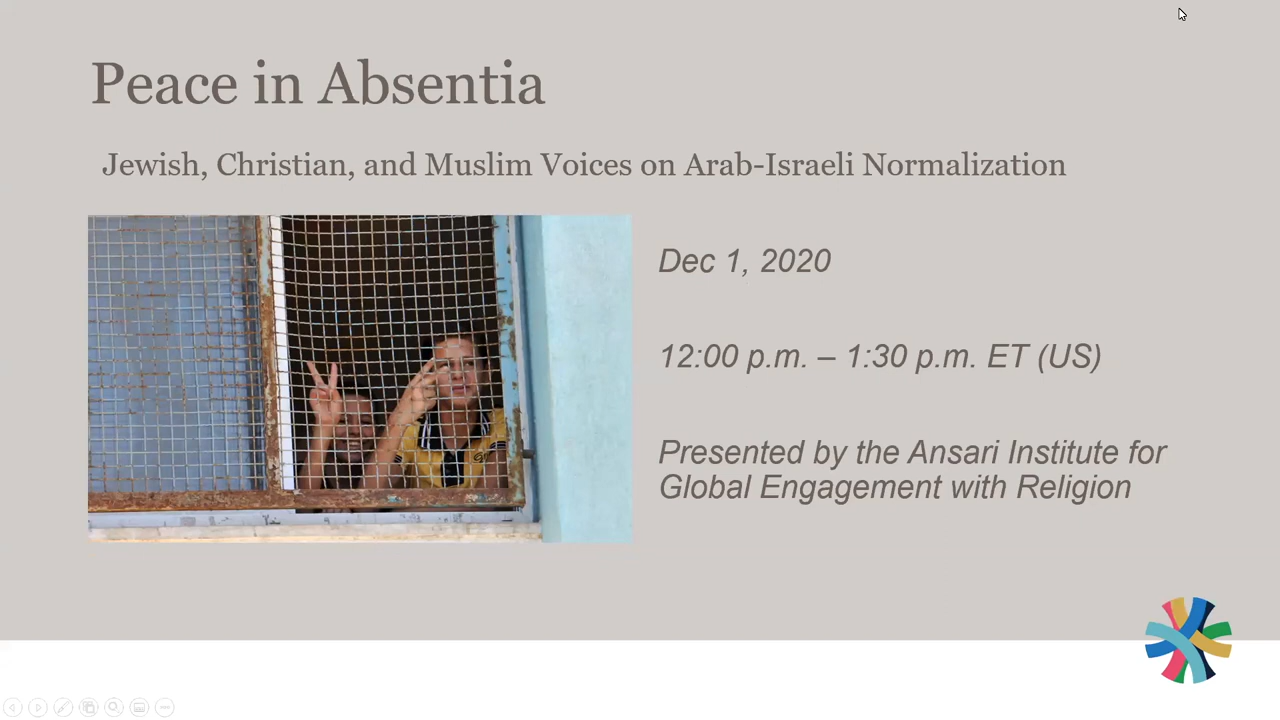 Peace in Absentia
Jewish, Christian, and Muslim Voices on Arab-Israeli Normalization
Dec 1, 2020
12:00 p.m. – 1:30 p.m. ET (US)
Presented by the Ansari Institute for
Global Engagement with Religion